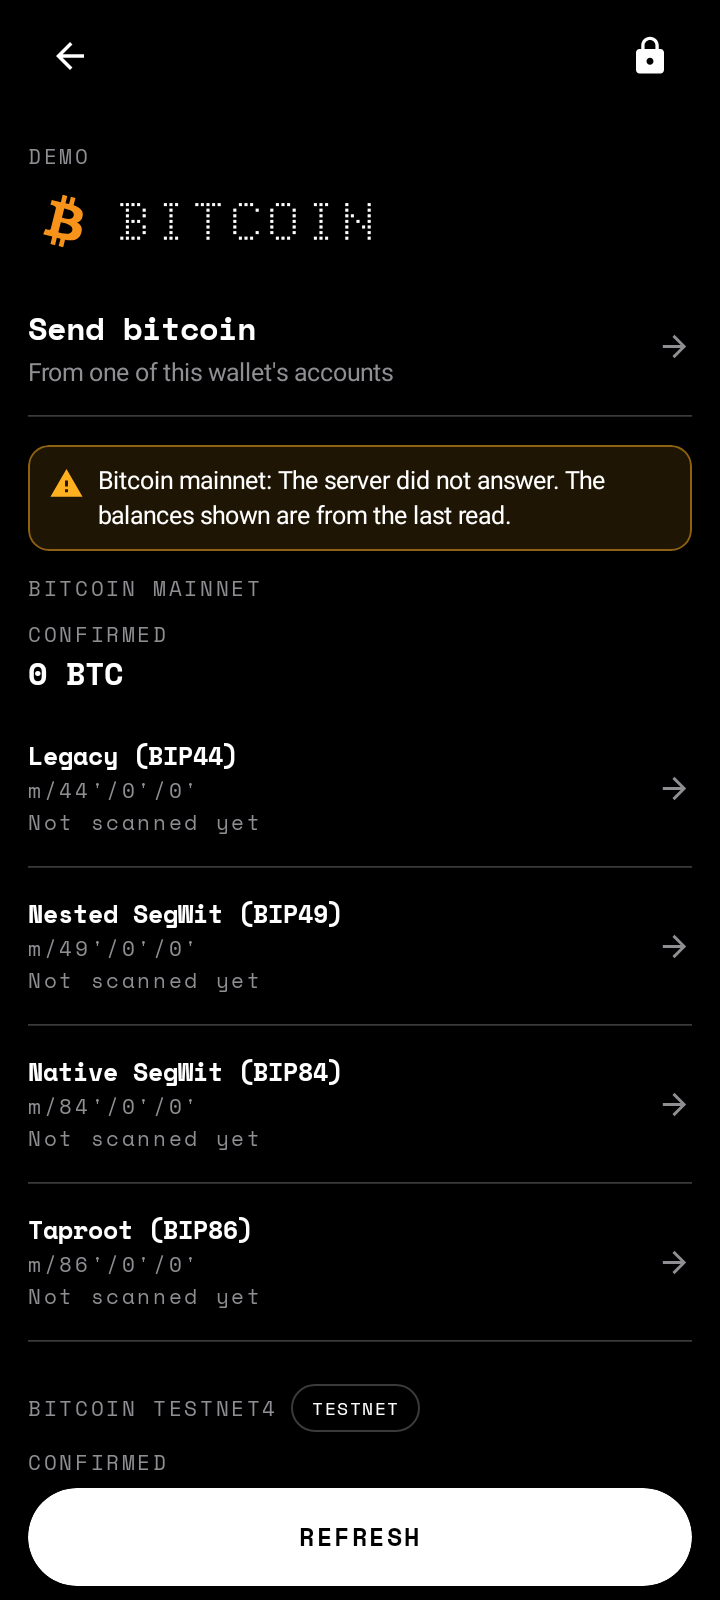 DEMO
BITCOIN
Send bitcoin
From one of this wallet's accounts
Bitcoin mainnet: The server did not answer. The
balances shown are from the last read.
BITCOIN MAINNET
CONFIRMED
0 BTC
Legacy (BIP44)
m/44'/0'/0'
Not scanned yet
Nested SegWit (BIP49)
m/49'/0'/0'
Not scanned yet
Native SegWit (BIP84)
m/84'/0'/0'
Not scanned yet
Taproot (BIP86)
m/86'/0'/0'
Not scanned yet
BITCOIN TESTNET4 TESTNET
CONFIRMED
REFRESH